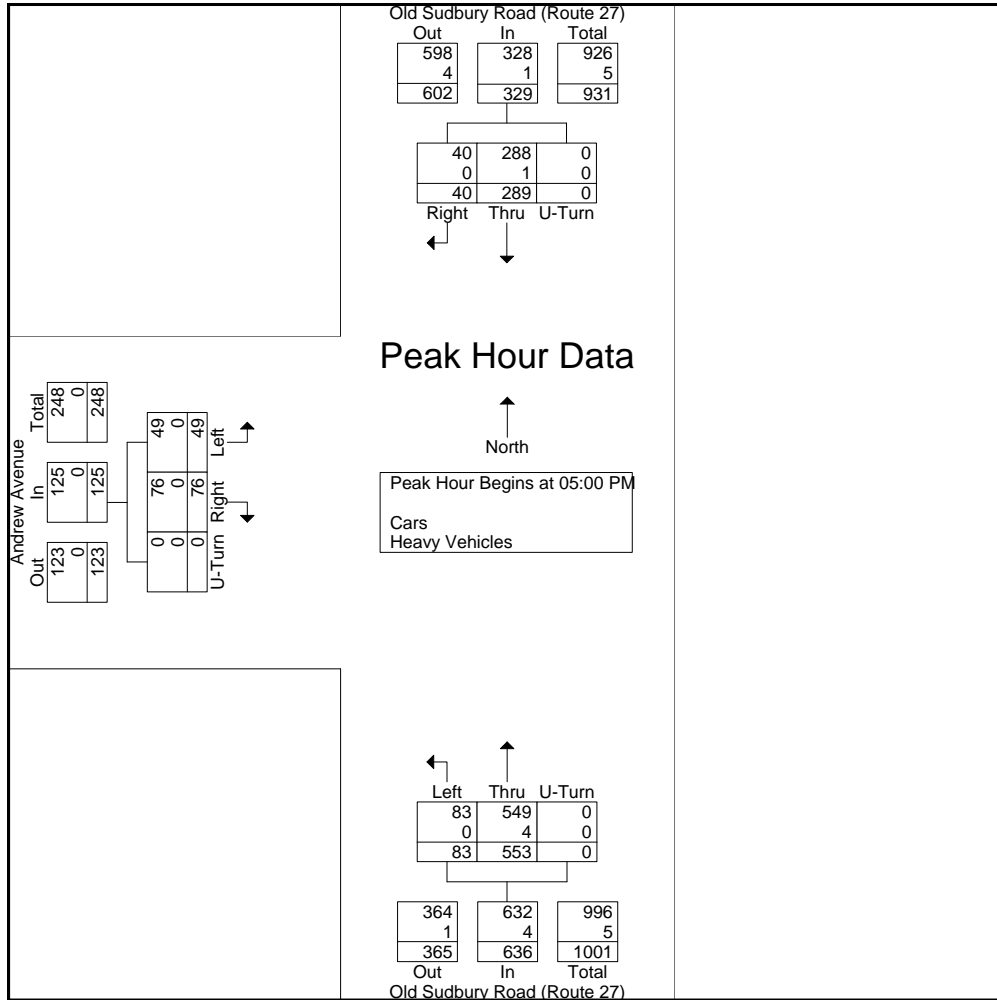 Old Sudbury Road (Route 27)
Out In Total
598 328 926
4 1 5
602 329 931
40 288 0
0 1 0
40 289 0
Right Thru U-Turn
Peak Hour Data
North
Peak Hour Begins at 05:00 PM
Cars
Heavy Vehicles
Andrew Avenue
Out In Total
123 125 248
0 0 0
123 125 248
U-Turn Right Left
0 76 49
0 0 0
0 76 49
Left Thru U-Turn
83 549 0
0 4 0
83 553 0
364 632 996
1 4 5
365 636 1001
Out In Total
Old Sudbury Road (Route 27)